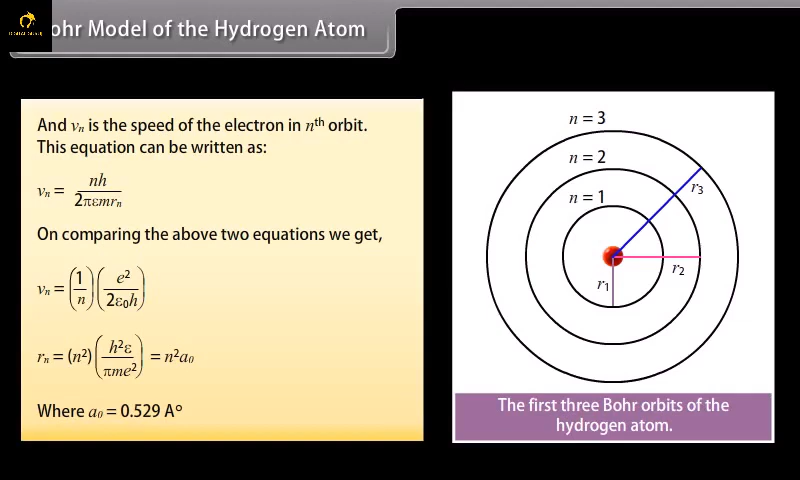 ohr Model of the Hydrogen Atom
And vₙ is the speed of the electron in nᵗʰ orbit.
This equation can be written as:
vₙ = nh / 2πεmrₙ
On comparing the above two equations we get,
vₙ = (1/n) (e²/2ε₀h)
rₙ = (n²) (h²ε/πme²) = n²a₀
Where a₀ = 0.529 A°
n = 3
n = 2
n = 1
r₃
r₂
r₁
The first three Bohr orbits of the
hydrogen atom.